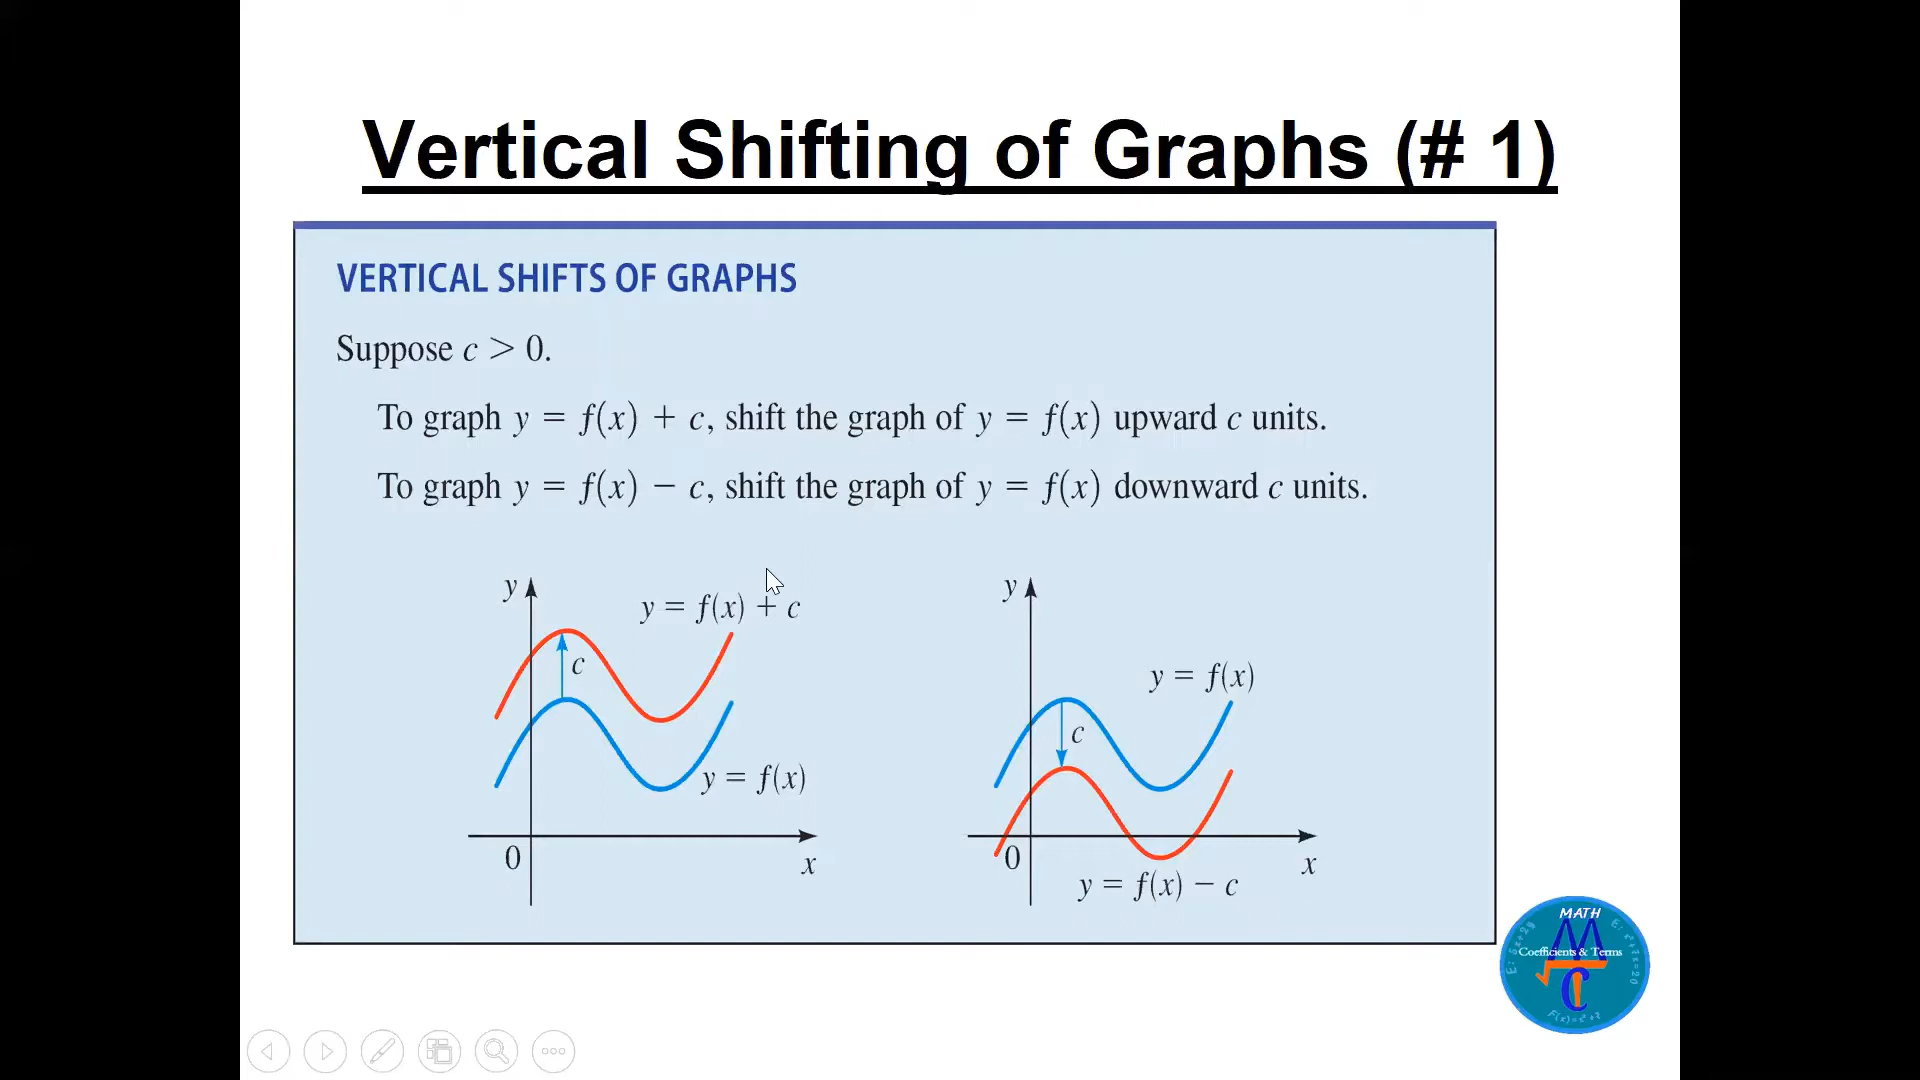 Vertical Shifting of Graphs (# 1)
VERTICAL SHIFTS OF GRAPHS
Suppose c > 0.
To graph y = f(x) + c, shift the graph of y = f(x) upward c units.
To graph y = f(x) − c, shift the graph of y = f(x) downward c units.
y
y = f(x) + c
c
y = f(x)
0
x
y
y = f(x)
c
0
x
y = f(x) − c
MATH
Coefficients & Terms